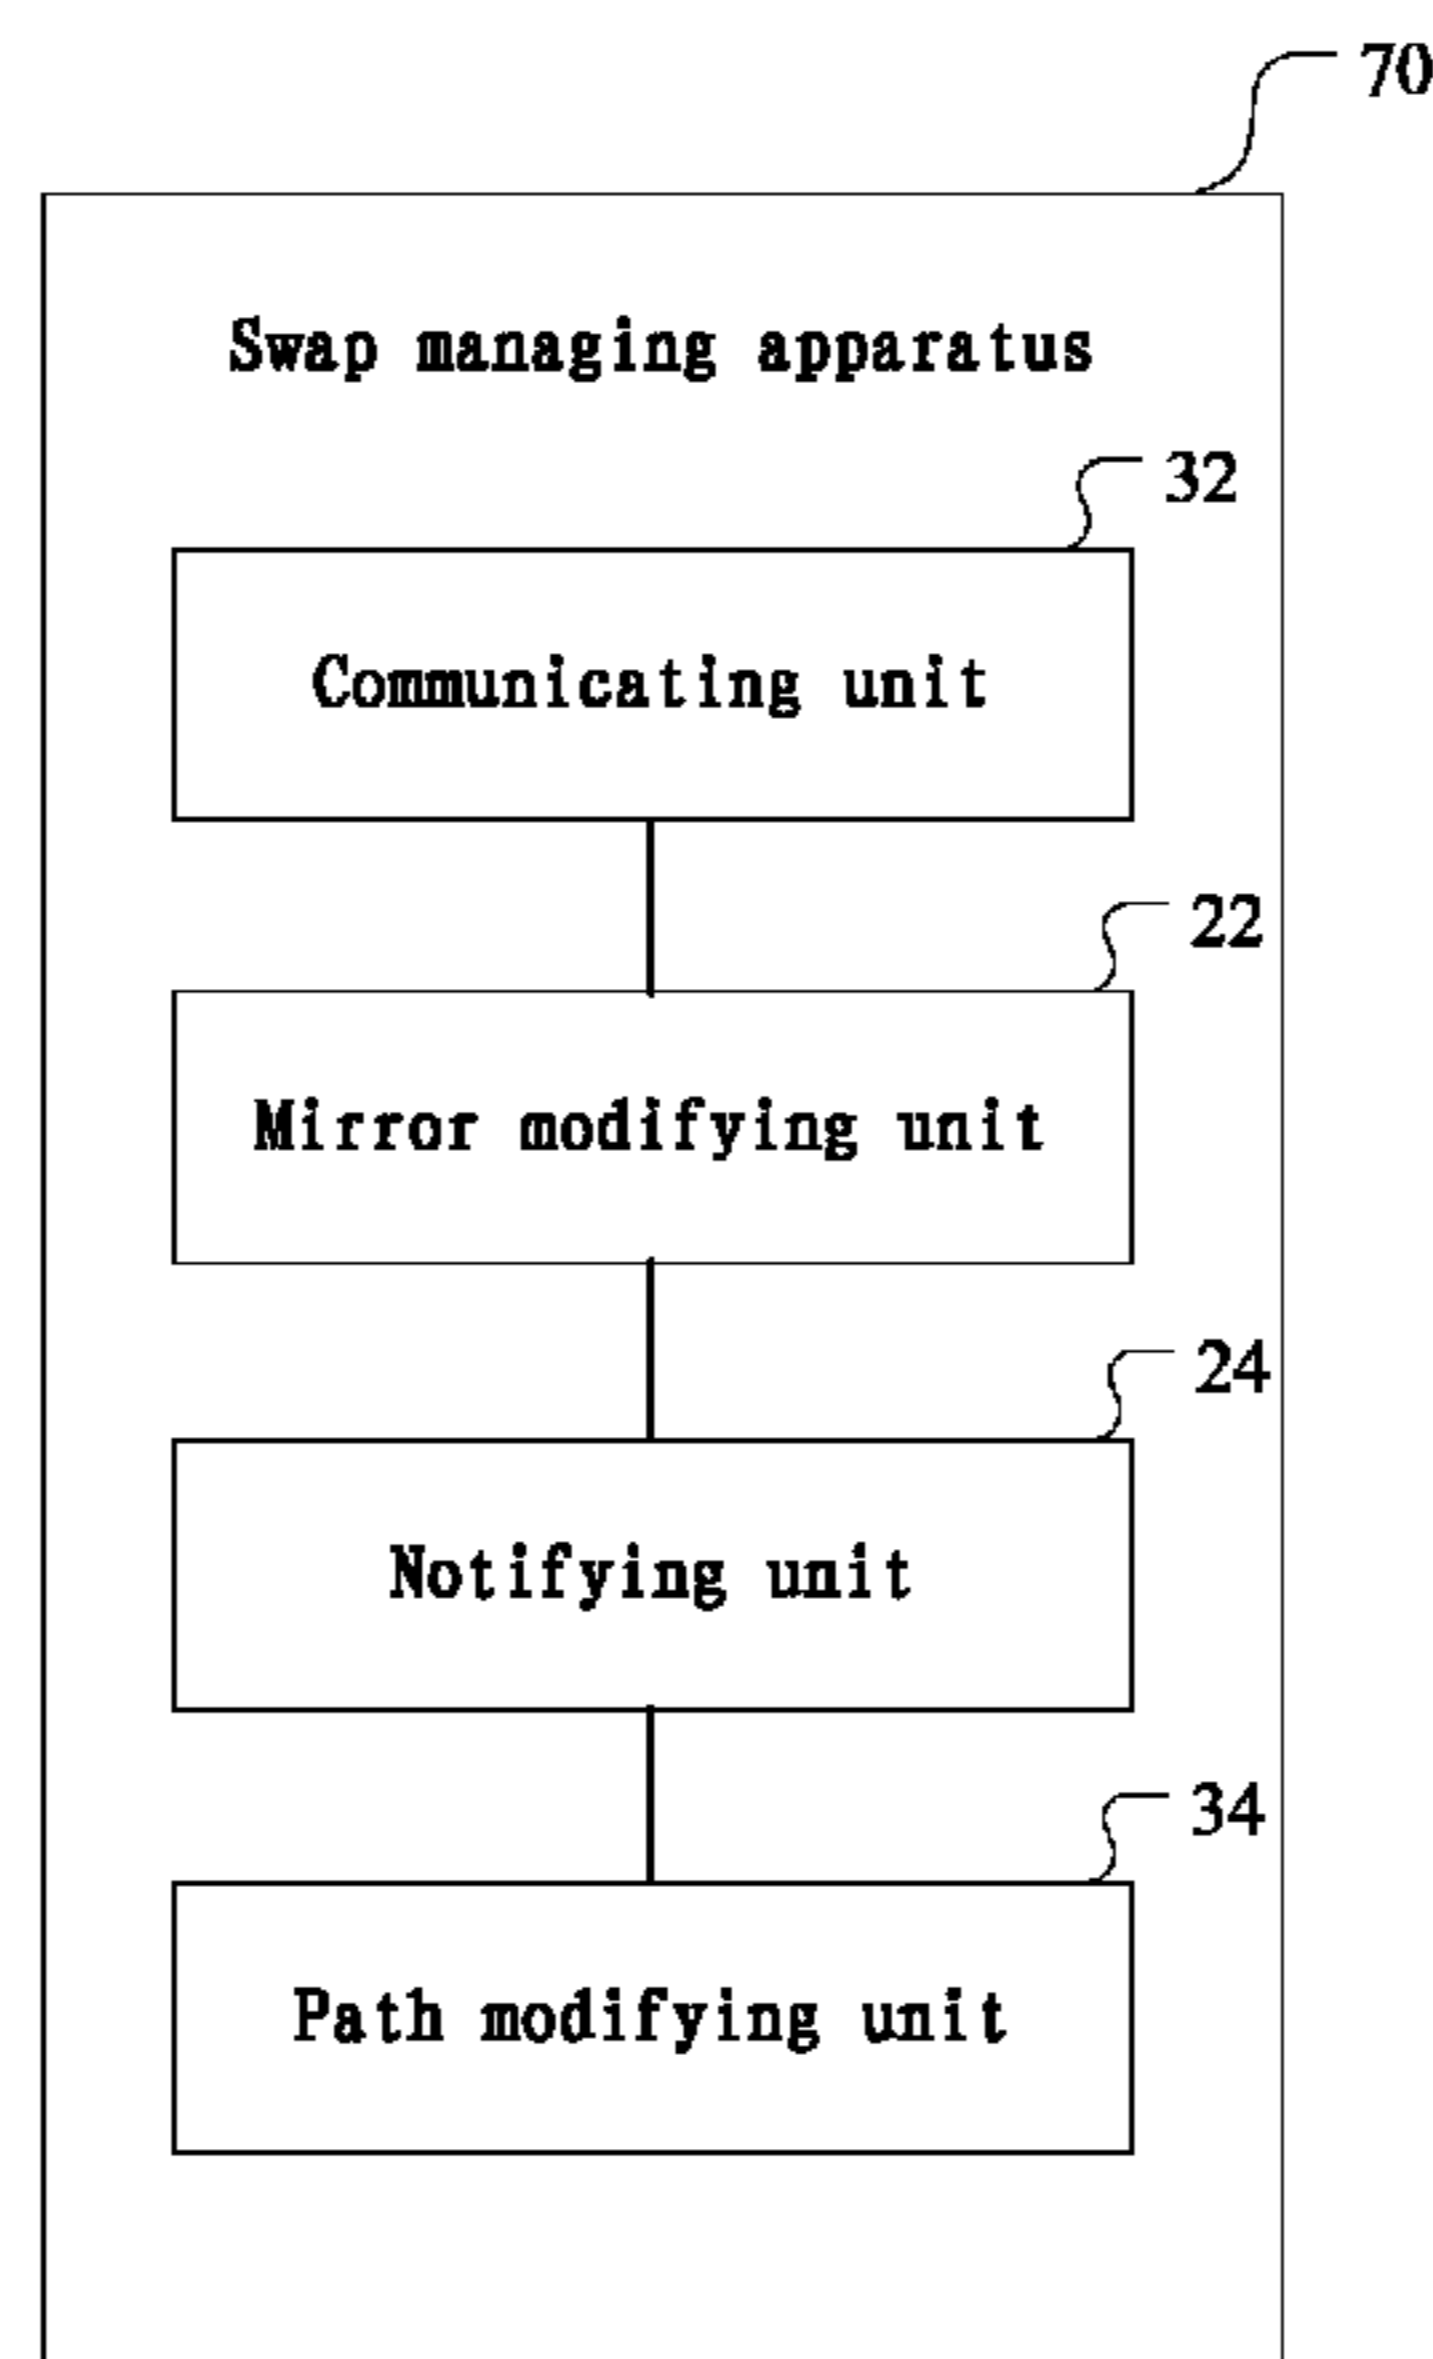 70
Swap managing apparatus
32
Communicating unit
22
Mirror modifying unit
24
Notifying unit
34
Path modifying unit